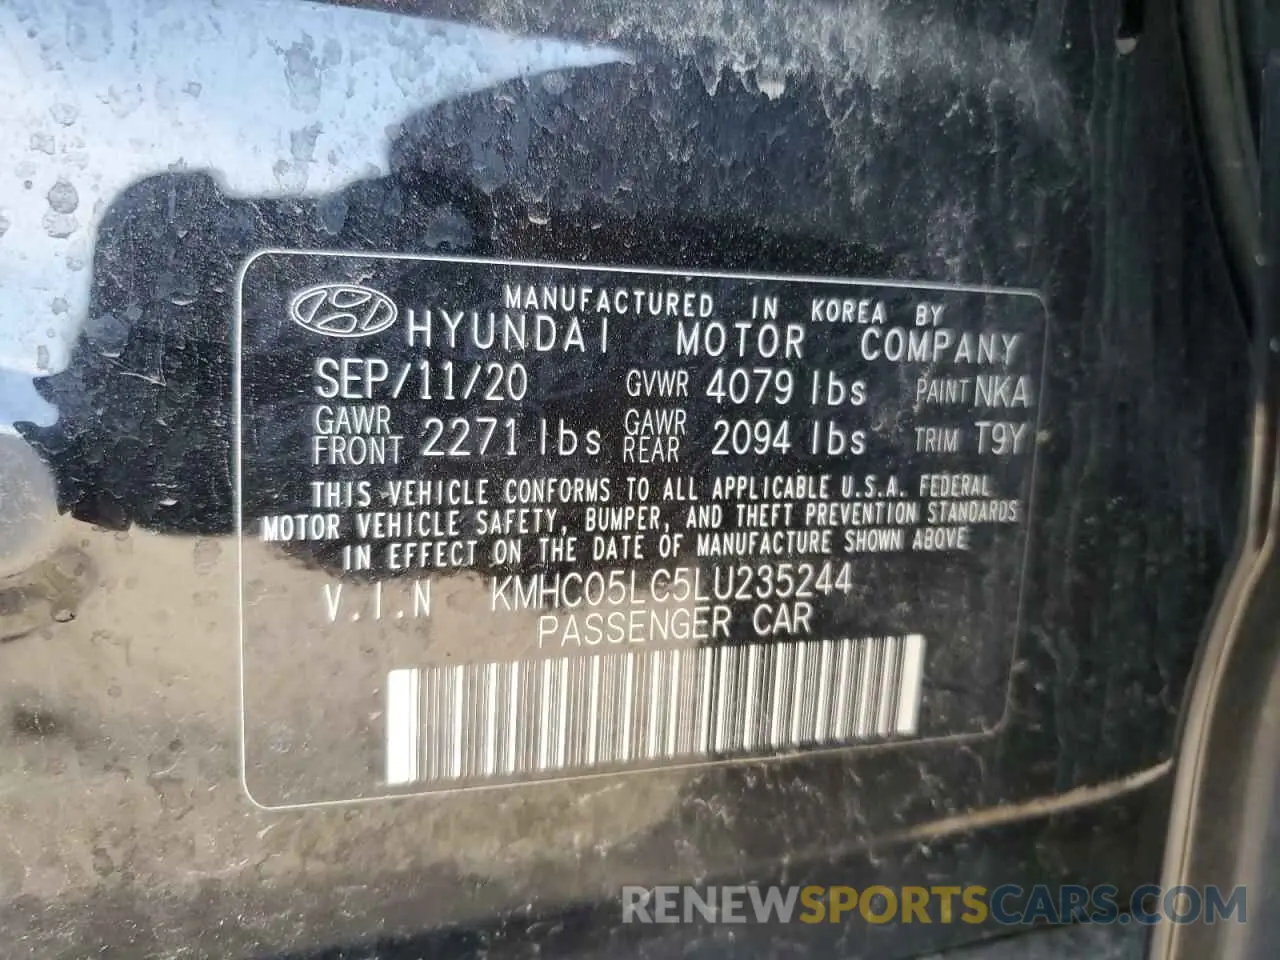 MANUFACTURED IN KOREA BY
HYUNDAI MOTOR COMPANY
SEP/11/20 GVWR 4079 lbs PAINT NKA
GAWR FRONT 2271 lbs GAWR REAR 2094 lbs TRIM T9Y
THIS VEHICLE CONFORMS TO ALL APPLICABLE U.S.A. FEDERAL
MOTOR VEHICLE SAFETY, BUMPER, AND THEFT PREVENTION STANDARDS
IN EFFECT ON THE DATE OF MANUFACTURE SHOWN ABOVE
V.I.N KMHC05LC5LU235244
PASSENGER CAR
RENEWSPORTSCARS.COM